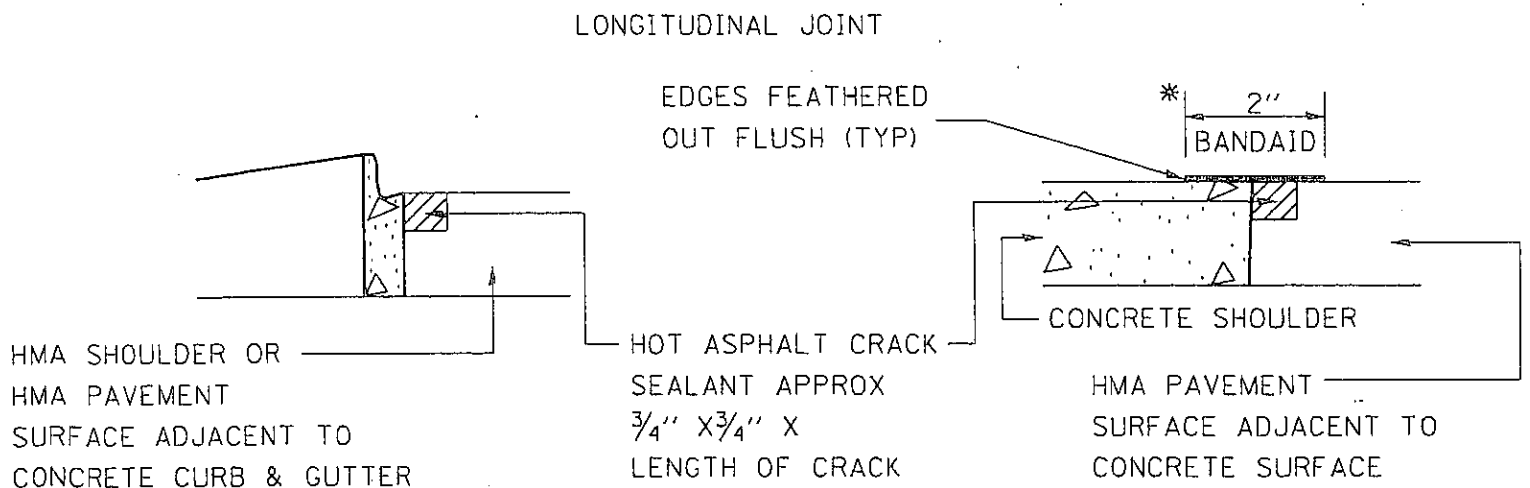 LONGITUDINAL JOINT
EDGES FEATHERED
OUT FLUSH (TYP)
* 2"
BANDAID
HMA SHOULDER OR
HMA PAVEMENT
SURFACE ADJACENT TO
CONCRETE CURB & GUTTER
HOT ASPHALT CRACK
SEALANT APPROX
3/4" X3/4" X
LENGTH OF CRACK
CONCRETE SHOULDER
HMA PAVEMENT
SURFACE ADJACENT TO
CONCRETE SURFACE